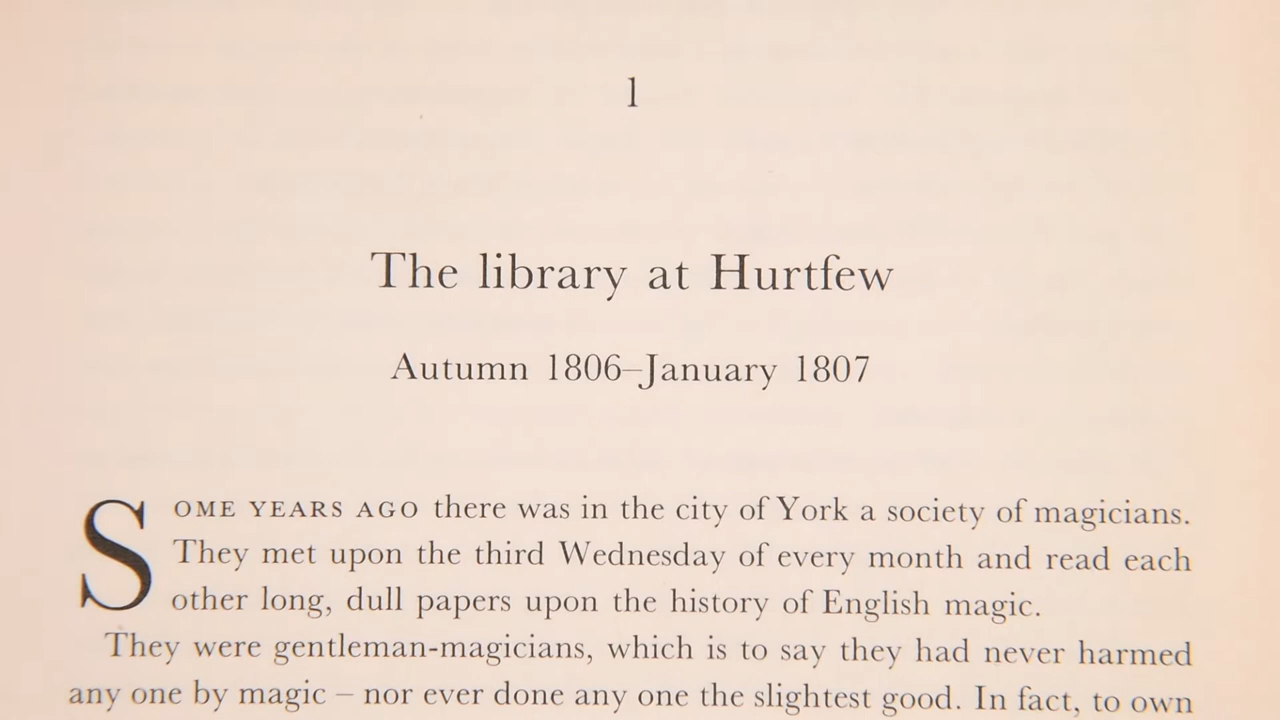 1
The library at Hurtfew
Autumn 1806–January 1807
SOME YEARS AGO there was in the city of York a society of magicians.
They met upon the third Wednesday of every month and read each
other long, dull papers upon the history of English magic.
They were gentleman-magicians, which is to say they had never harmed
any one by magic – nor ever done any one the slightest good. In fact, to own